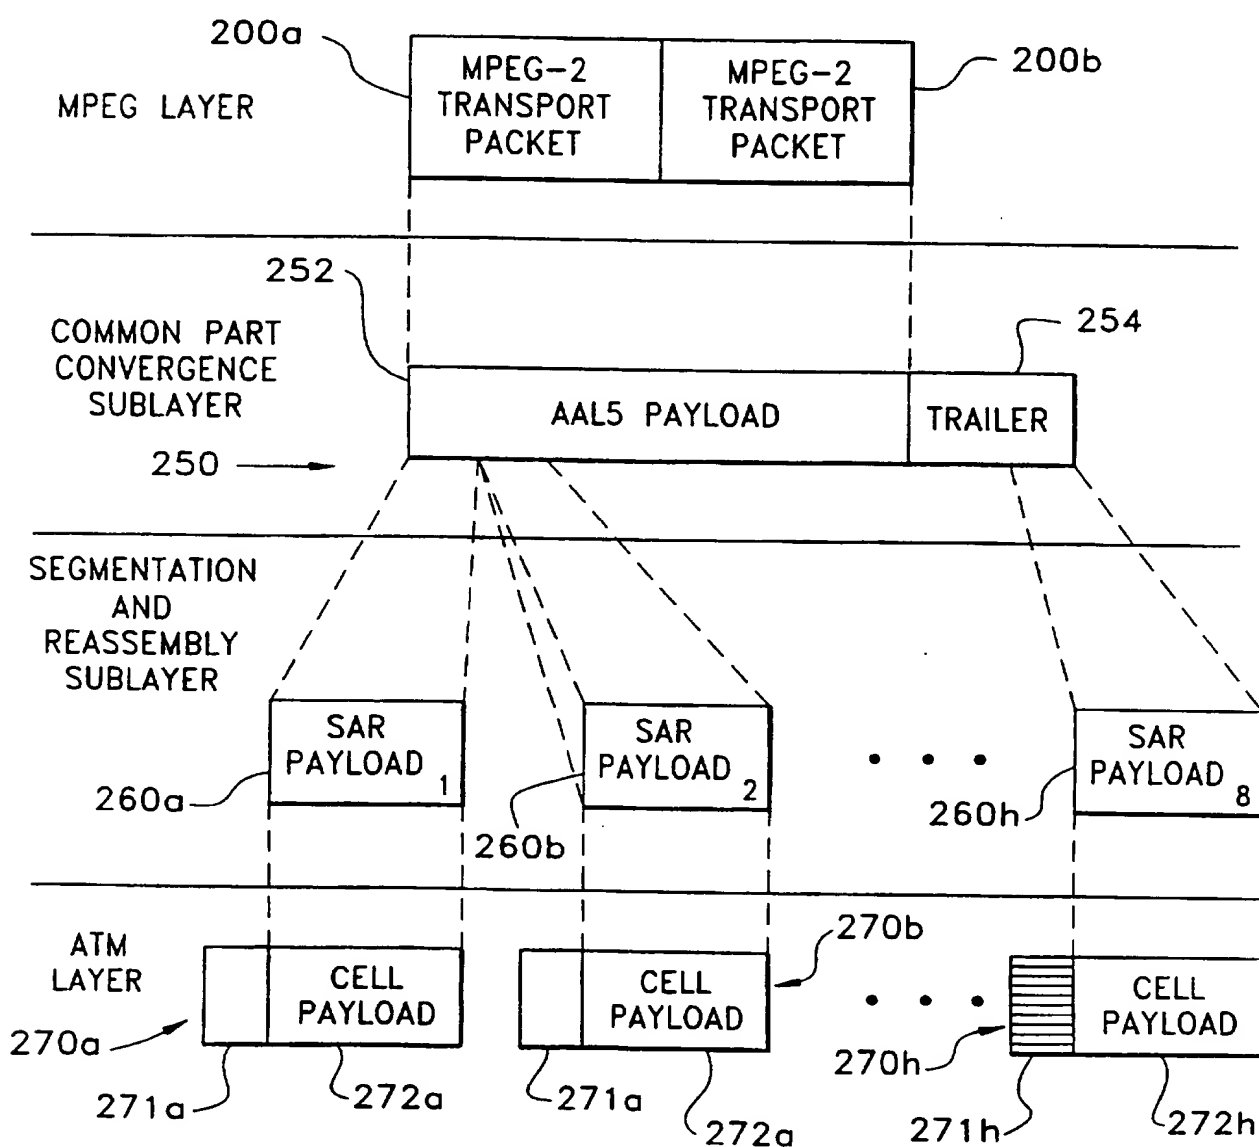 200a
MPEG-2
TRANSPORT
PACKET
MPEG-2
TRANSPORT
PACKET
200b
MPEG LAYER
252
254
COMMON PART
CONVERGENCE
SUBLAYER
AAL5 PAYLOAD
TRAILER
250
SEGMENTATION
AND
REASSEMBLY
SUBLAYER
SAR
PAYLOAD 1
SAR
PAYLOAD 2
SAR
PAYLOAD 8
260a
260b
260h
ATM
LAYER
CELL
PAYLOAD
CELL
PAYLOAD
270b
CELL
PAYLOAD
270a
270h
271a
272a
271a
272a
271h
272h